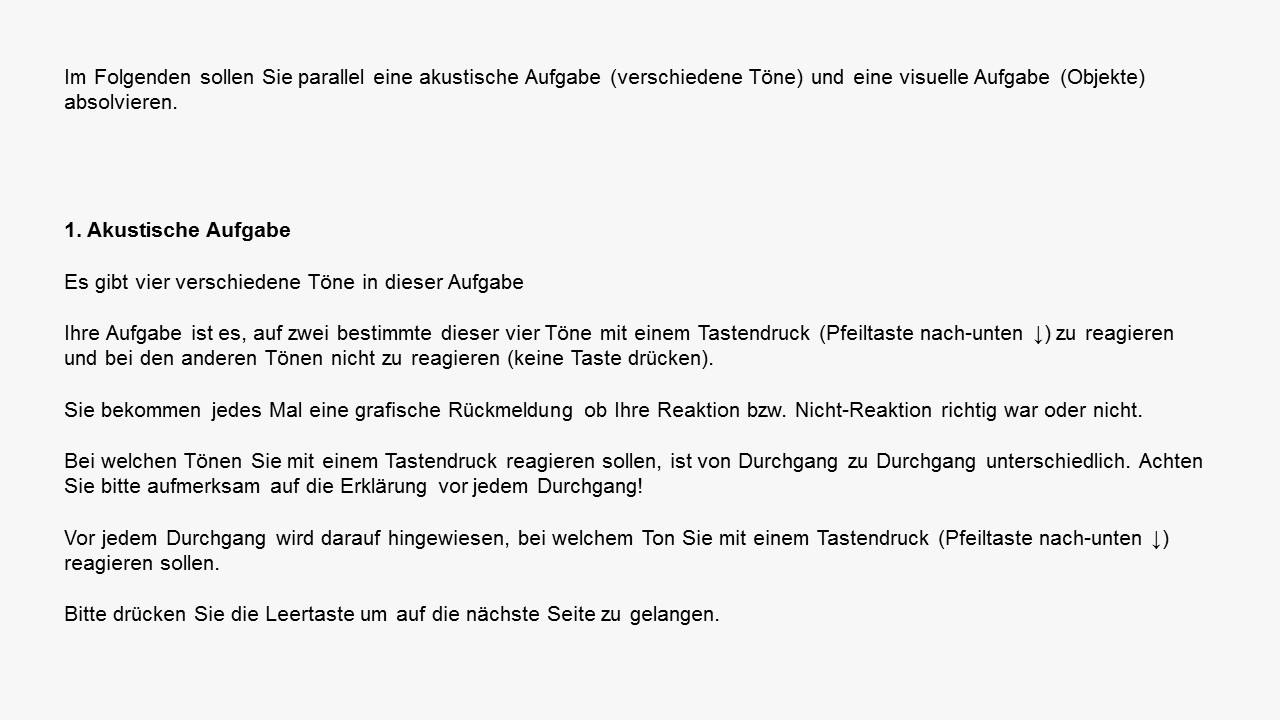 Im Folgenden sollen Sie parallel eine akustische Aufgabe (verschiedene Töne) und eine visuelle Aufgabe (Objekte)
absolvieren.
1. Akustische Aufgabe
Es gibt vier verschiedene Töne in dieser Aufgabe
Ihre Aufgabe ist es, auf zwei bestimmte dieser vier Töne mit einem Tastendruck (Pfeiltaste nach-unten ↓) zu reagieren
und bei den anderen Tönen nicht zu reagieren (keine Taste drücken).
Sie bekommen jedes Mal eine grafische Rückmeldung ob Ihre Reaktion bzw. Nicht-Reaktion richtig war oder nicht.
Bei welchen Tönen Sie mit einem Tastendruck reagieren sollen, ist von Durchgang zu Durchgang unterschiedlich. Achten
Sie bitte aufmerksam auf die Erklärung vor jedem Durchgang!
Vor jedem Durchgang wird darauf hingewiesen, bei welchem Ton Sie mit einem Tastendruck (Pfeiltaste nach-unten ↓)
reagieren sollen.
Bitte drücken Sie die Leertaste um auf die nächste Seite zu gelangen.